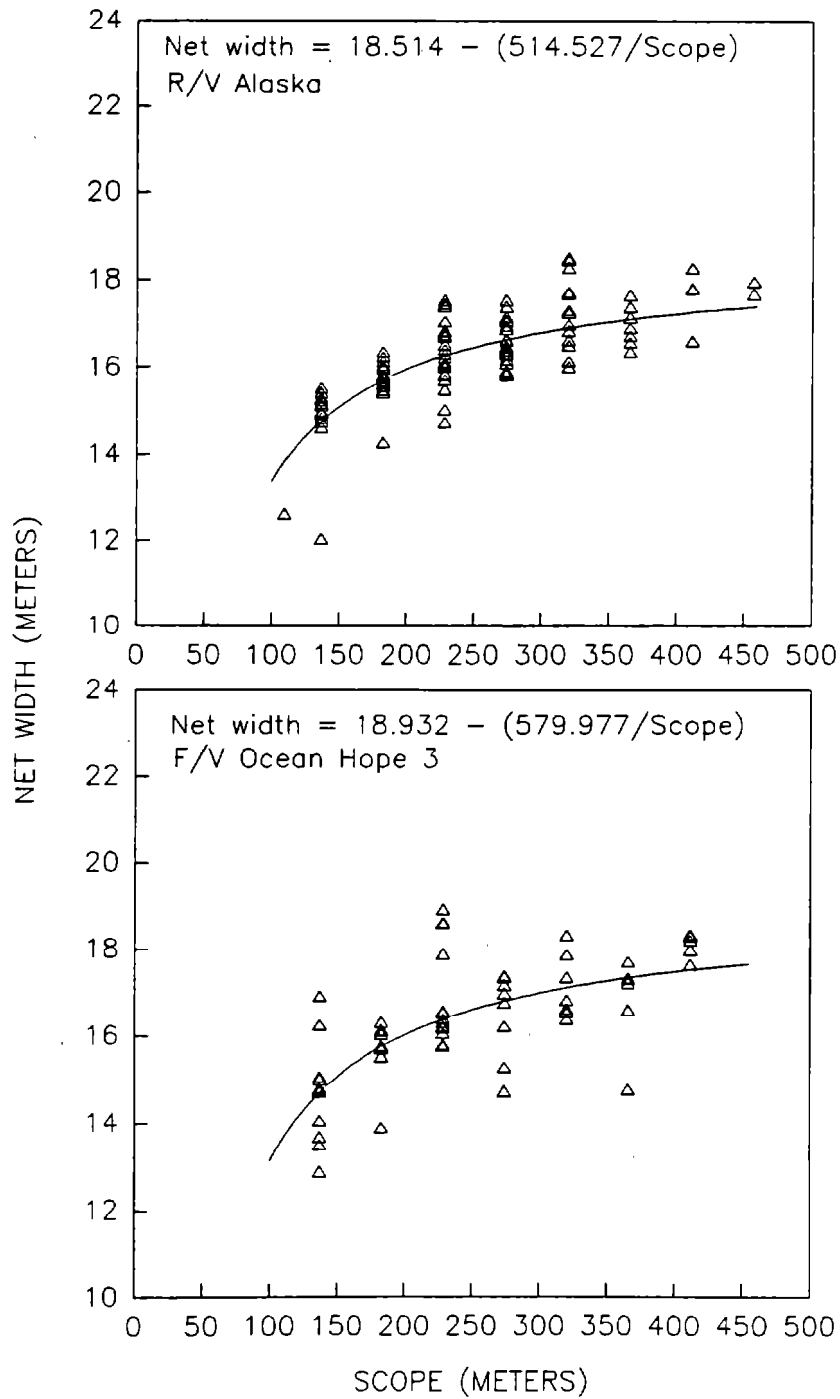 Net width = 18.514 - (514.527/Scope)
R/V Alaska
24
22
20
18
16
14
12
10
0 50 100 150 200 250 300 350 400 450 500
Net width = 18.932 - (579.977/Scope)
F/V Ocean Hope 3
24
22
20
18
16
14
12
10
0 50 100 150 200 250 300 350 400 450 500
NET WIDTH (METERS)
SCOPE (METERS)